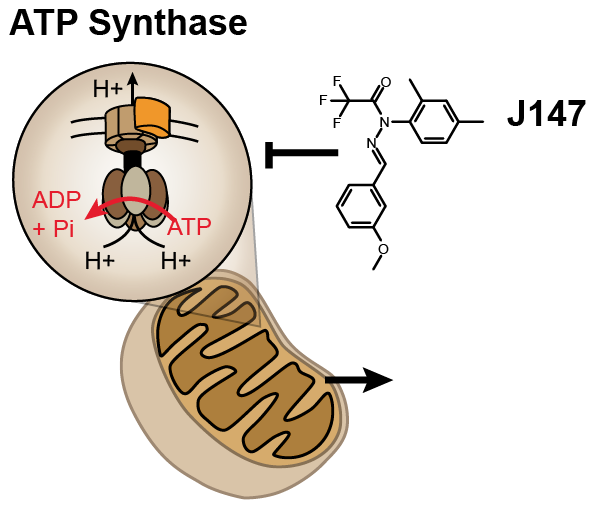 ATP Synthase
H+
ADP
+ Pi
ATP
H+
H+
F
F
F
O
N
N
O
J147